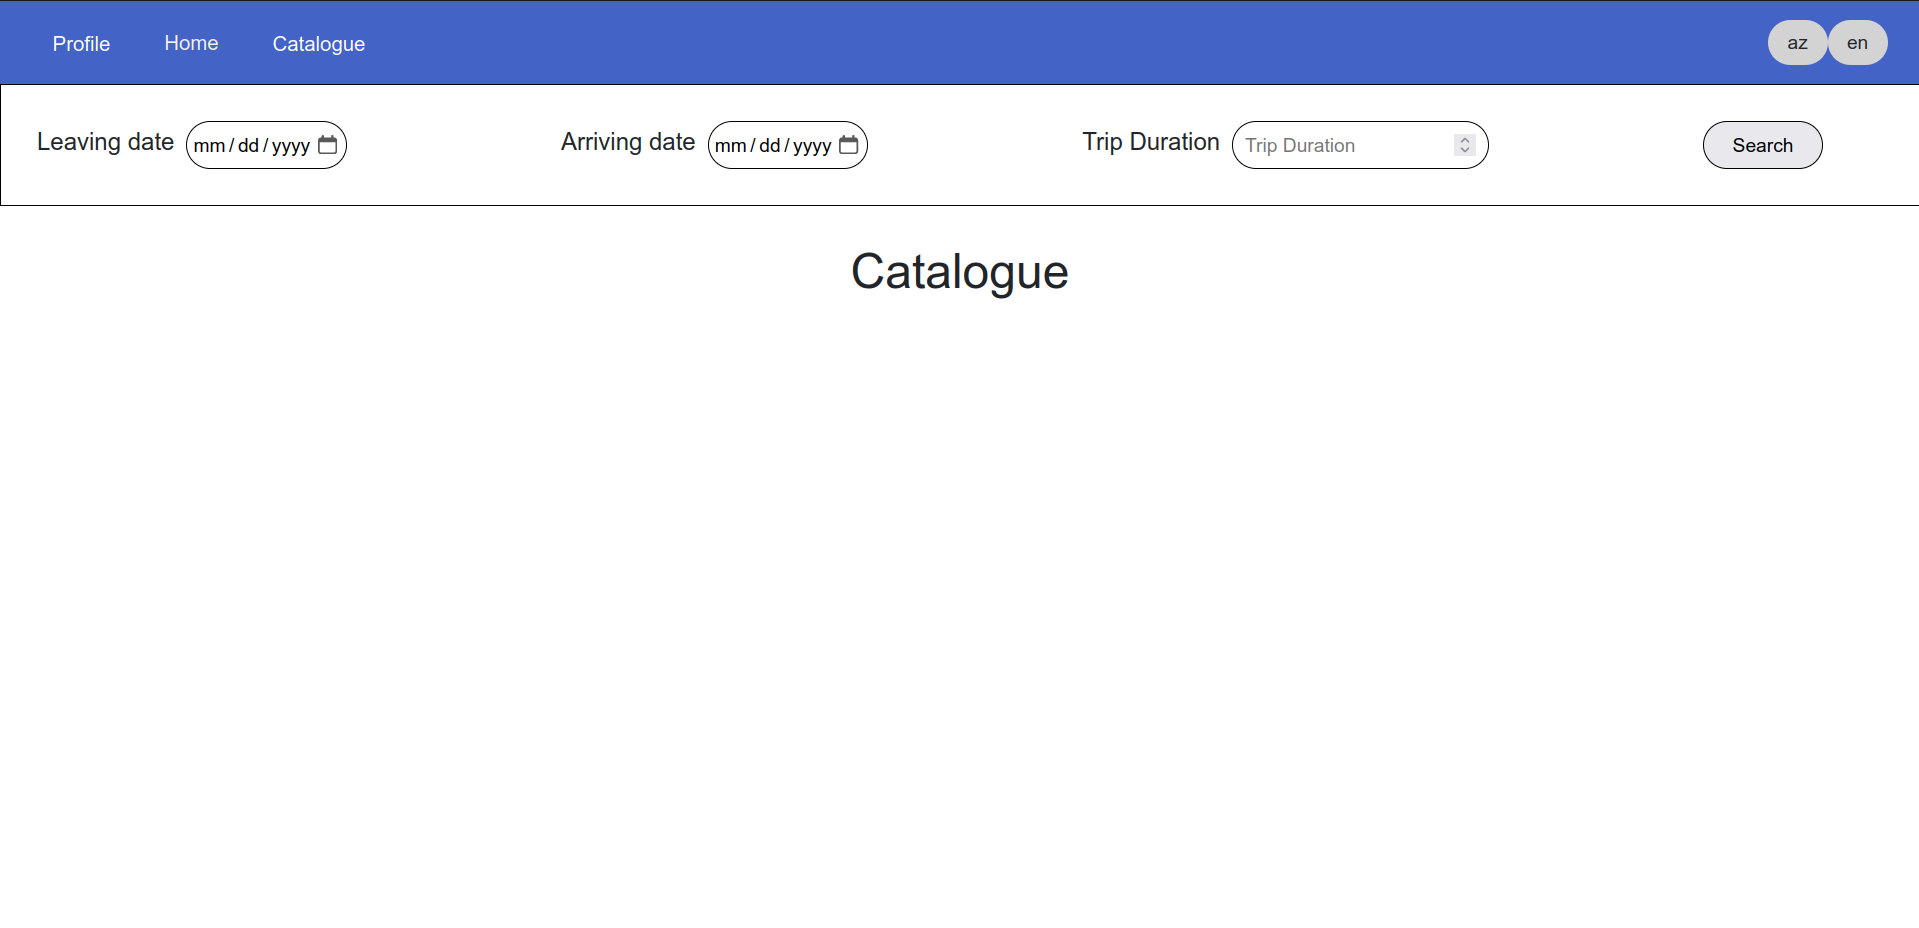 Profile Home Catalogue az en
Leaving date mm/dd/yyyy Arriving date mm/dd/yyyy Trip Duration Trip Duration Search
Catalogue